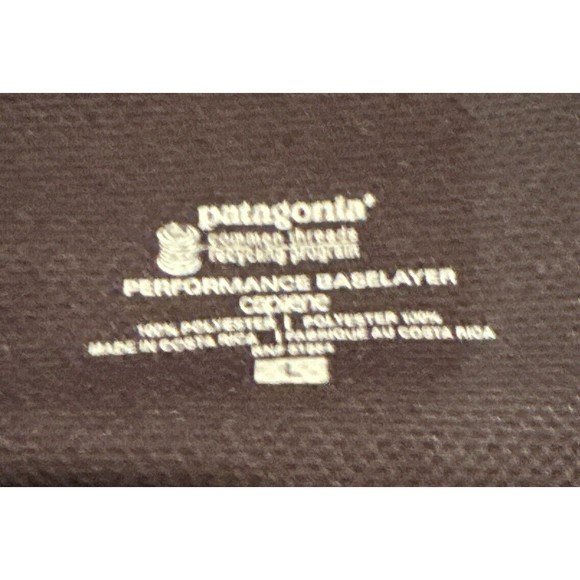 patagonia®
common threads
recycling program
PERFORMANCE BASELAYER
capilene
100% POLYESTER | POLYESTER 100%
MADE IN COSTA RICA | FABRIQUE AU COSTA RICA
L